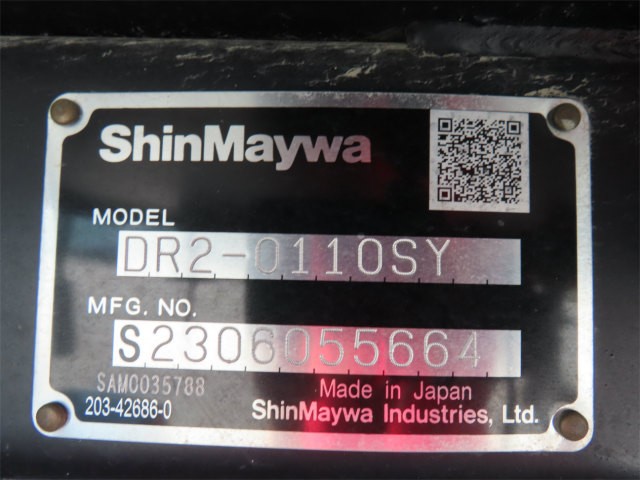 ShinMaywa
MODEL
DR2-0110SY
MFG. NO.
S2306055664
SAMC035788
203-42686-0
Made in Japan
ShinMaywa Industries, Ltd.